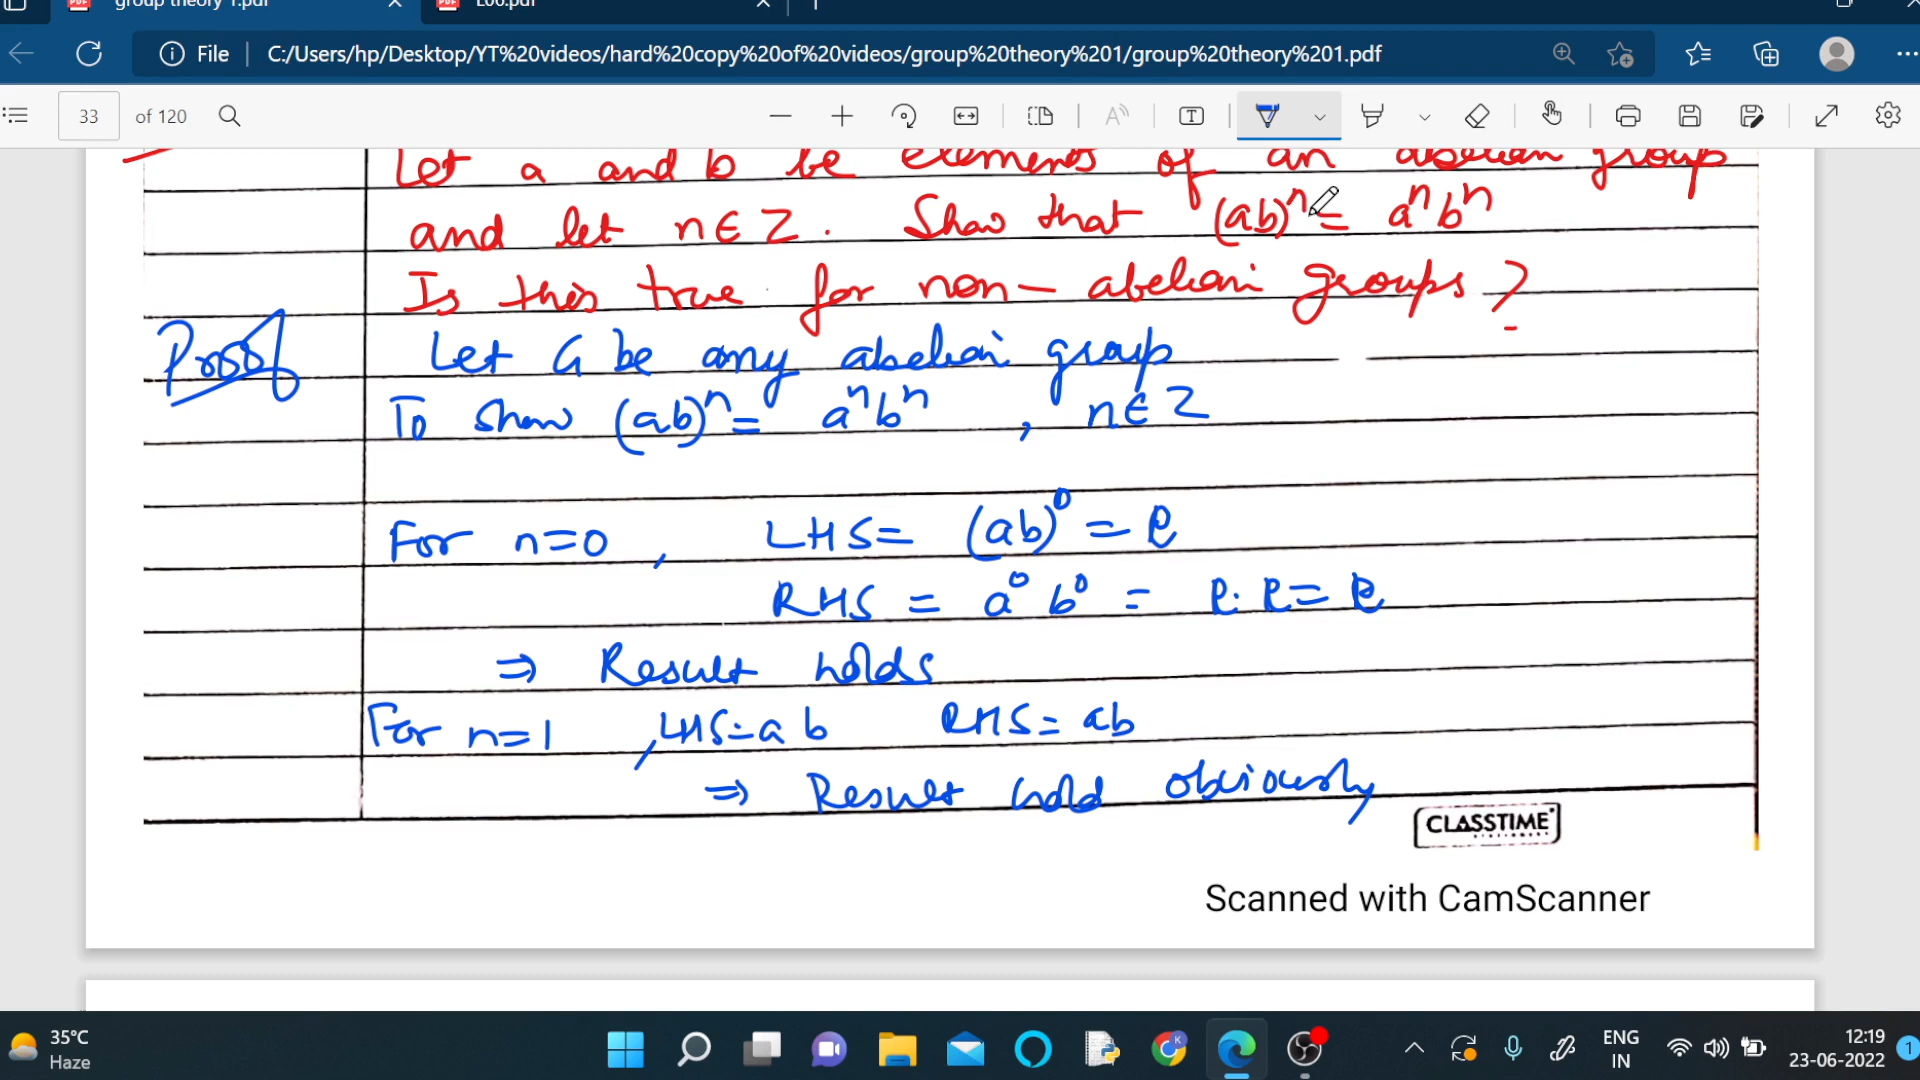 group theory 1.pdf
L06.pdf
File
C:/Users/hp/Desktop/YT%20videos/hard%20copy%20of%20videos/group%20theory%201/group%20theory%201.pdf
33 of 120
Let a and b be elements of an abelian group
and let n∈Z. Show that (ab)ⁿ = aⁿbⁿ
Is this true for non-abelian groups?
Proof
Let G be any abelian group
To show (ab)ⁿ = aⁿbⁿ , n∈Z
For n=0, LHS = (ab)⁰ = e
RHS = a⁰ b⁰ = e.e = e
⇒ Result holds
For n=1, LHS=ab RHS=ab
⇒ Result hold obviously
CLASSTIME
Scanned with CamScanner
35°C
Haze
ENG
IN
12:19
23-06-2022
1